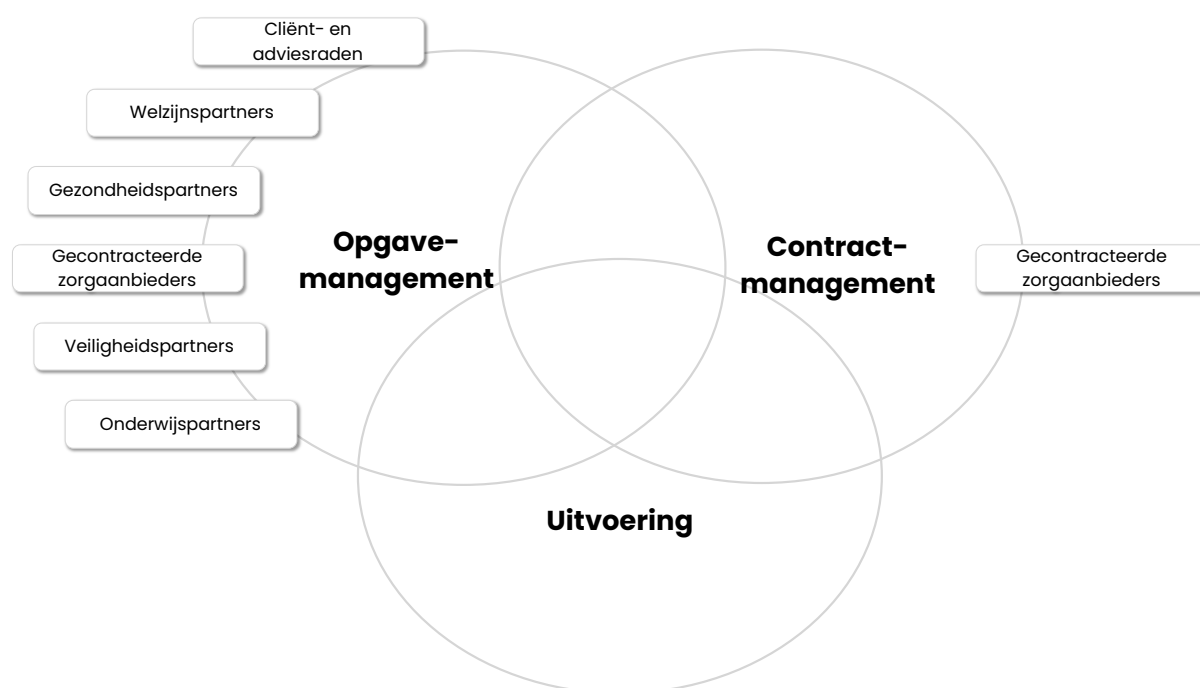 Cliënt- en
adviesraden
Welzijnspartners
Gezondheidspartners
Gecontracteerde
zorgaanbieders
Veiligheidspartners
Onderwijspartners
Opgave-
management
Contract-
management
Gecontracteerde
zorgaanbieders
Uitvoering